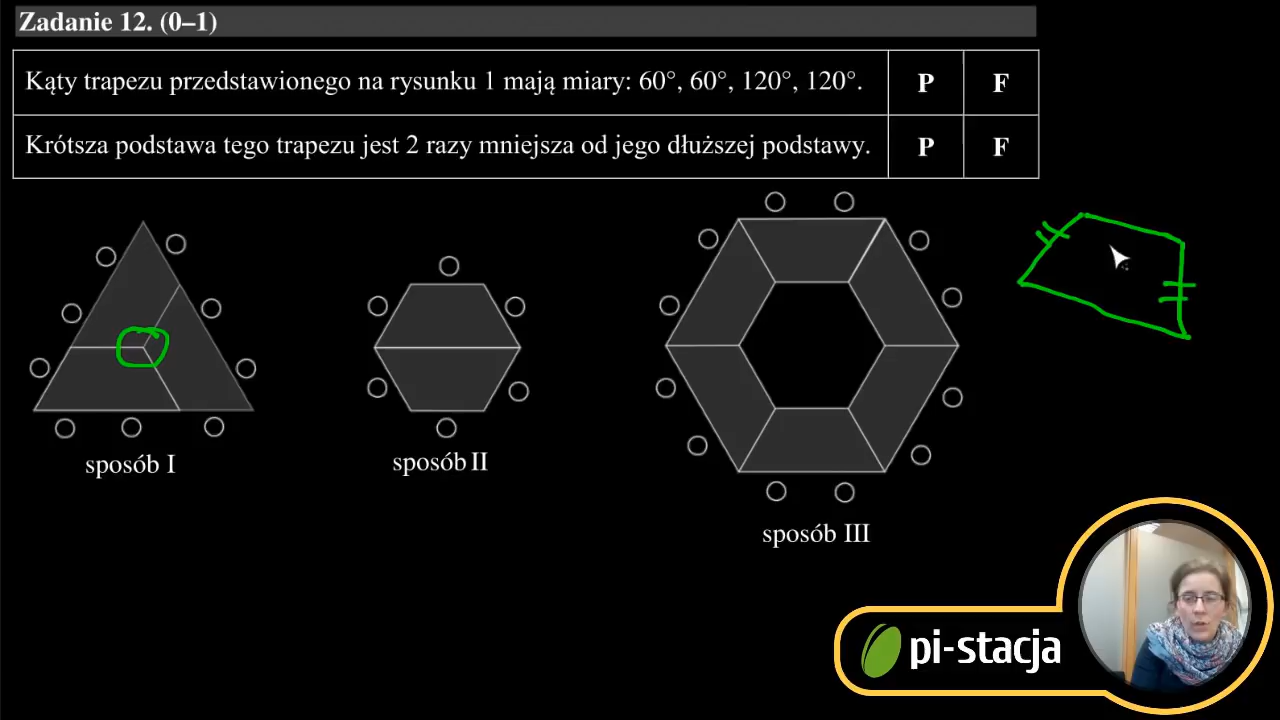 Zadanie 12. (0–1)
Kąty trapezu przedstawionego na rysunku 1 mają miary: 60°, 60°, 120°, 120°. P F
Krótsza podstawa tego trapezu jest 2 razy mniejsza od jego dłuższej podstawy. P F
sposób I
sposób II
sposób III
pi-stacja